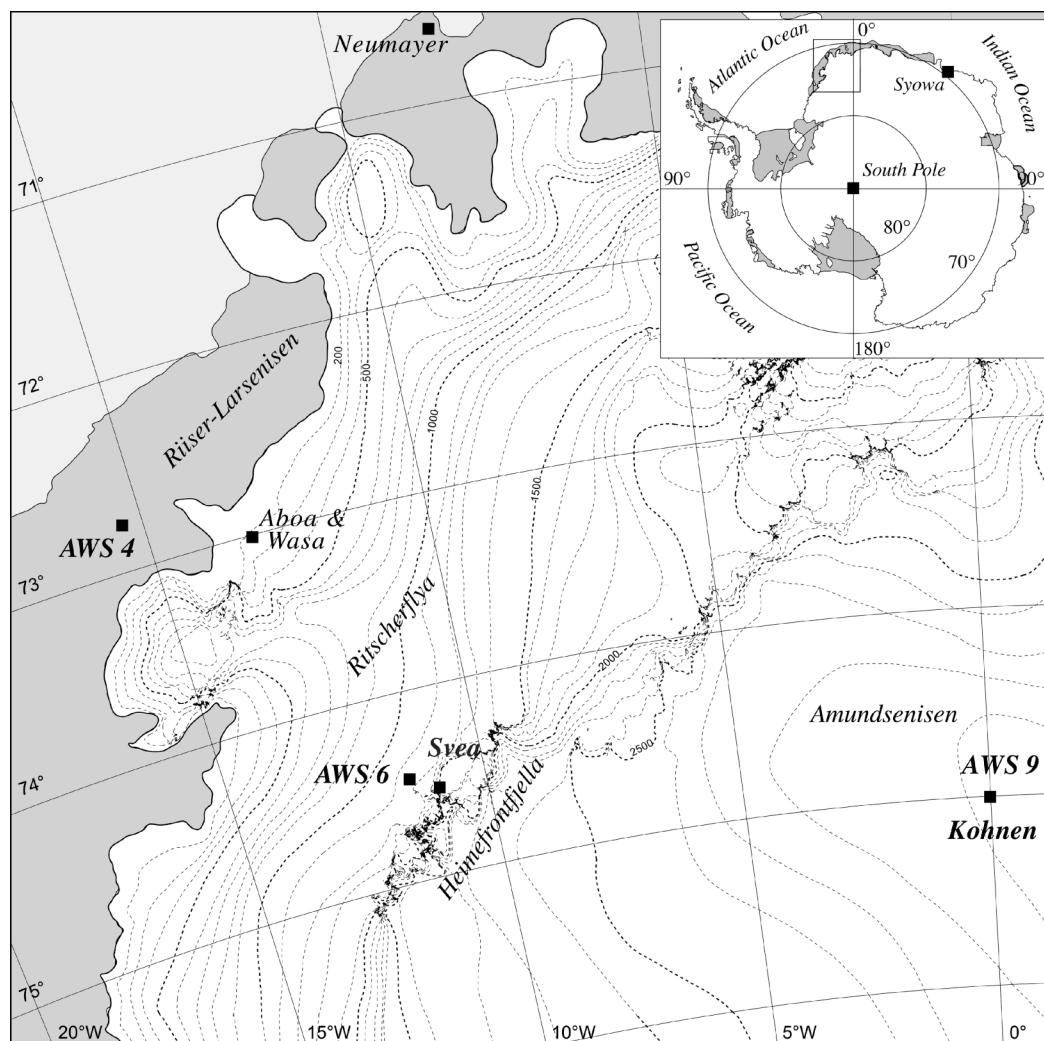 Neumayer
0°
Atlantic Ocean
Indian Ocean
Syowa
South Pole
90°
90°
80°
70°
Pacific Ocean
180°
71°
72°
73°
74°
75°
200
500
1000
1500
2000
2500
Riiser-Larsenisen
Aboa &
Wasa
AWS 4
Ritscherflya
Svea
AWS 6
Heimefrontfjella
Amundsenisen
AWS 9
Kohnen
20°W
15°W
10°W
5°W
0°